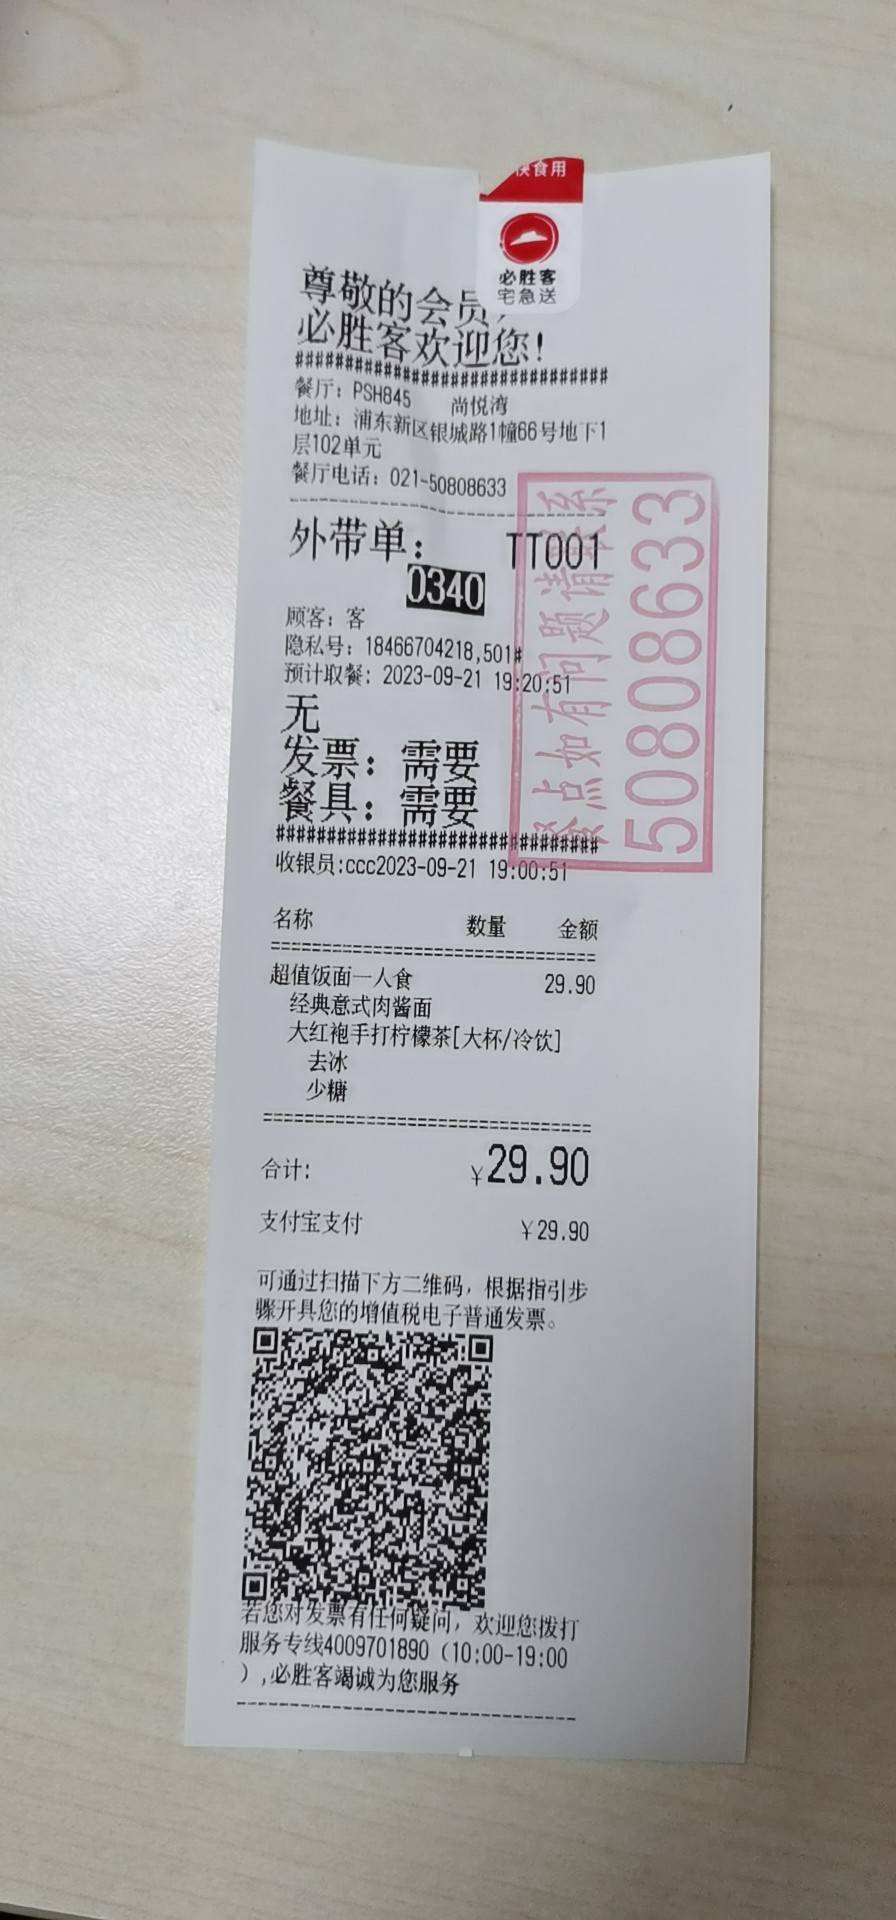 快食用
必胜客
宅急送
尊敬的会员,
必胜客欢迎您!
################################
餐厅: PSH845 尚悦湾
地址: 浦东新区银城路1幢66号地下1
层102单元
餐厅电话: 021-50808633
外带单: TT001
0340
顾客: 客
隐私号: 18466704218,501#
预计取餐: 2023-09-21 19:20:51
无
发票: 需要
餐具: 需要
################################
收银员:ccc2023-09-21 19:00:51
名称 数量 金额
================================
超值饭面一人食 29.90
经典意式肉酱面
大红袍手打柠檬茶[大杯/冷饮]
去冰
少糖
================================
合计: ¥29.90
支付宝支付 ¥29.90
可通过扫描下方二维码, 根据指引步
骤开具您的增值税电子普通发票。
若您对发票有任何疑问, 欢迎您拨打
服务专线4009701890 (10:00-19:00
),必胜客竭诚为您服务
点如有问题请联系
50808633